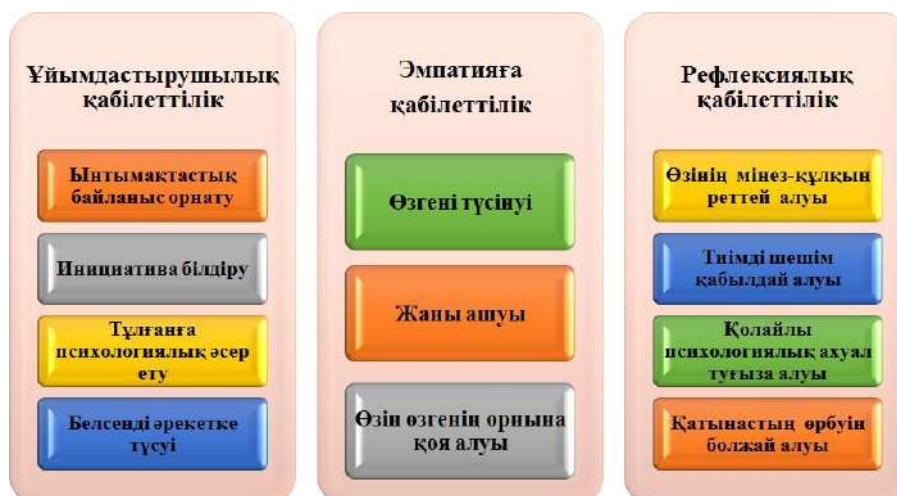 Ұйымдастырушылық
қабілеттілік
Ынтымақтастық
байланыс орнату
Инициатива білдіру
Тұлғанға
психологиялық әсер
ету
Белсенді әрекетке
түсуі
Эмпатияға
қабілеттілік
Өзгені түсінуі
Жаны ашуы
Өзін өзгенің орнына
қоя алуы
Рефлексиялық
қабілеттілік
Өзінің мінез-құлқын
реттей алуы
Тиімді шешім
қабылдай алуы
Қолайлы
психологиялық ахуал
туғыза алуы
Қатынастың өрбуін
болжай алуы